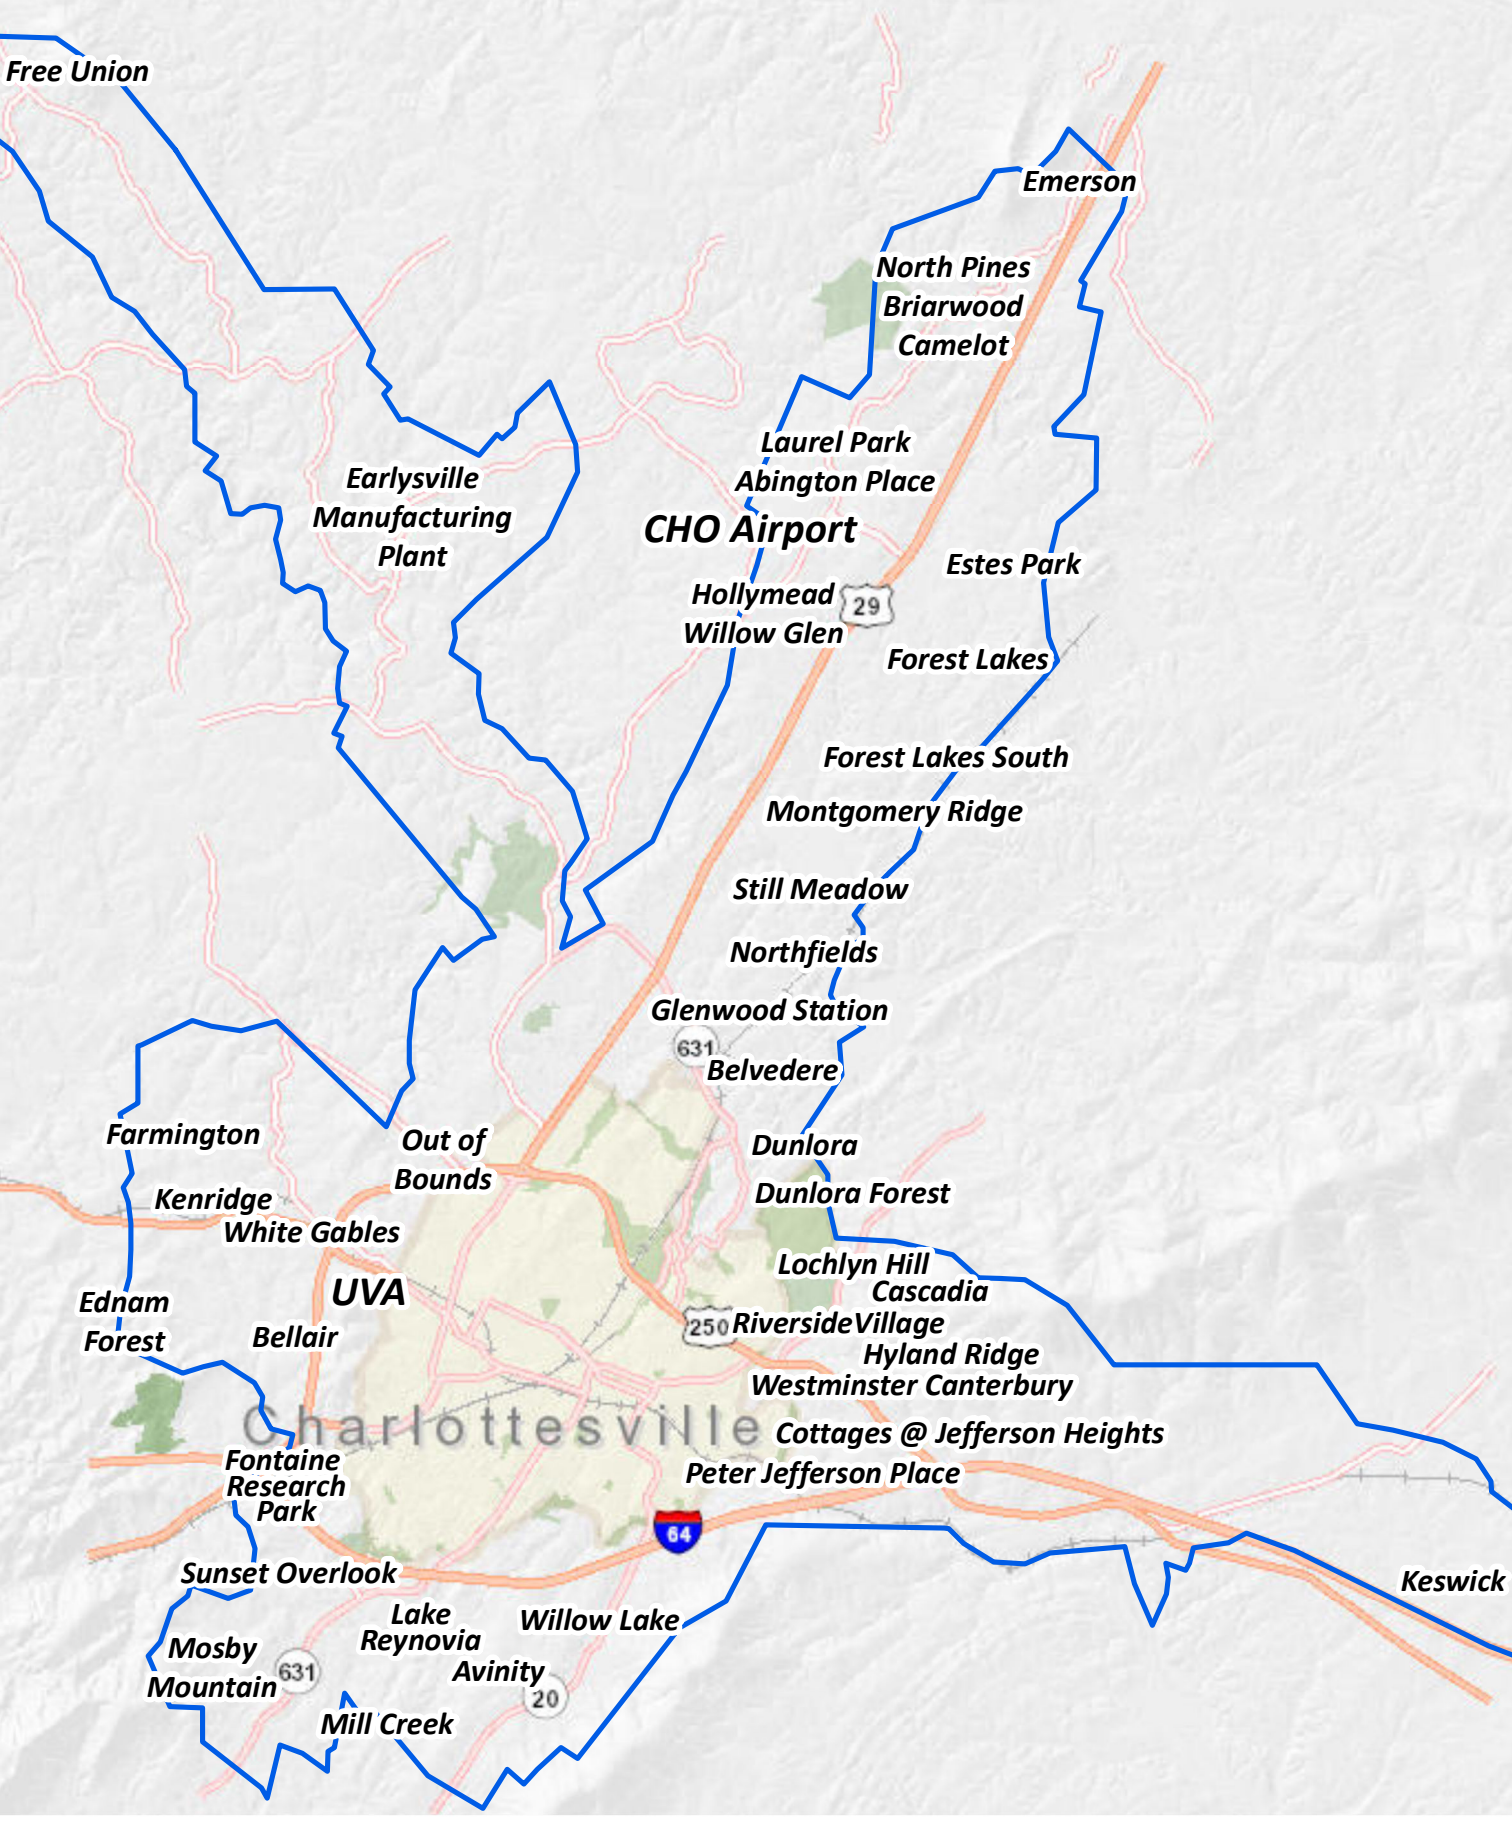 Free Union
Emerson
North Pines
Briarwood
Camelot
Laurel Park
Abington Place
Earlysville
Manufacturing
Plant
CHO Airport
Estes Park
Hollymead
29
Willow Glen
Forest Lakes
Forest Lakes South
Montgomery Ridge
Still Meadow
Northfields
Glenwood Station
631
Belvedere
Farmington
Out of
Bounds
Dunlora
Kenridge
Dunlora Forest
White Gables
Lochlyn Hill
UVA
Cascadia
Ednam
Forest
Bellair
250
RiversideVillage
Hyland Ridge
Westminster Canterbury
Charlottesville
Cottages @ Jefferson Heights
Fontaine
Research
Park
Peter Jefferson Place
64
Sunset Overlook
Keswick
Lake
Reynovia
Willow Lake
Mosby
Mountain
631
Avinity
20
Mill Creek